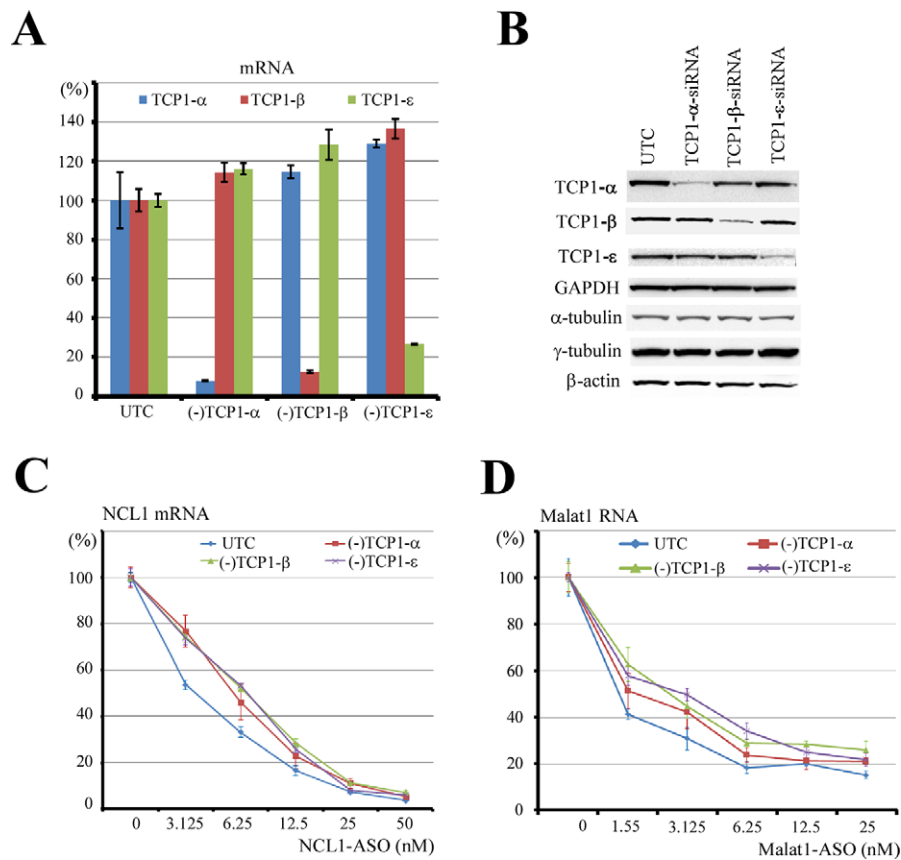 A
mRNA
(%)
TCP1-α TCP1-β TCP1-ε
140
120
100
80
60
40
20
0
UTC (-)TCP1-α (-)TCP1-β (-)TCP1-ε
B
UTC
TCP1-α-siRNA
TCP1-β-siRNA
TCP1-ε-siRNA
TCP1-α
TCP1-β
TCP1-ε
GAPDH
α-tubulin
γ-tubulin
β-actin
C
NCL1 mRNA
(%)
UTC (-)TCP1-α
(-)TCP1-β (-)TCP1-ε
100
80
60
40
20
0
0 3.125 6.25 12.5 25 50
NCL1-ASO (nM)
D
Malat1 RNA
(%)
UTC (-)TCP1-α
(-)TCP1-β (-)TCP1-ε
100
80
60
40
20
0
0 1.55 3.125 6.25 12.5 25
Malat1-ASO (nM)